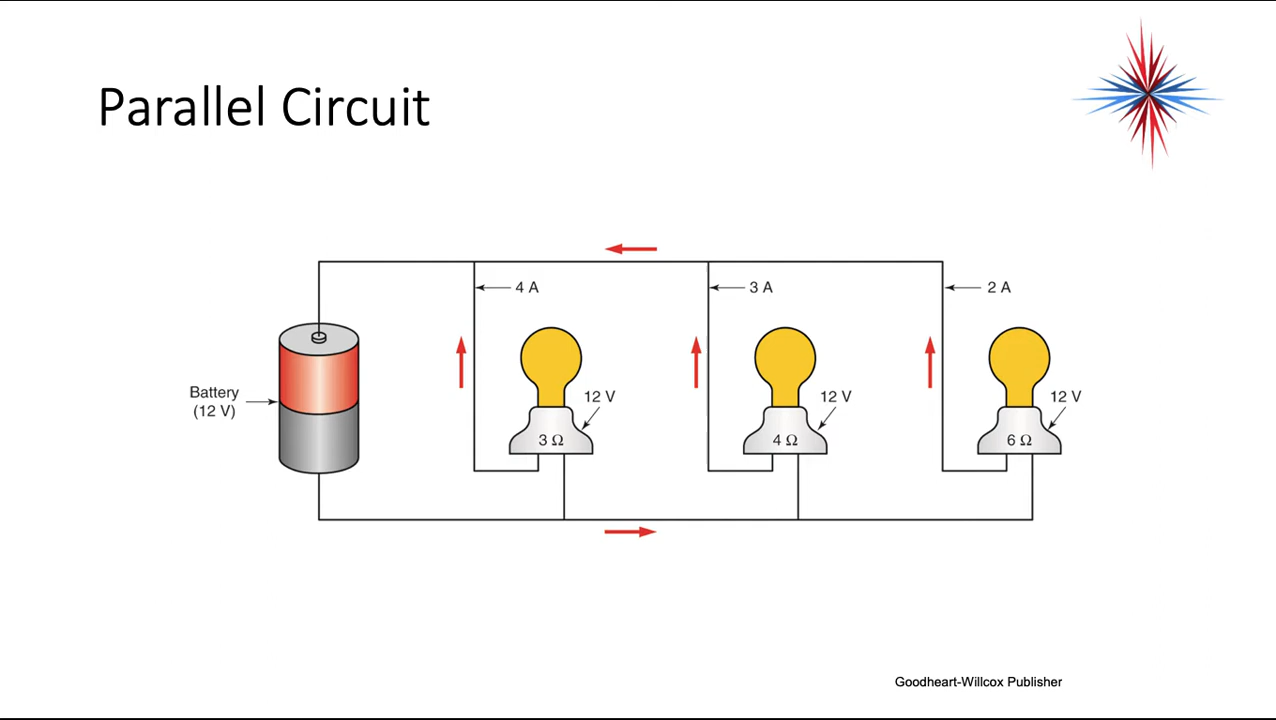 Parallel Circuit
4 A
3 A
2 A
Battery
(12 V)
12 V
12 V
12 V
3 Ω
4 Ω
6 Ω
Goodheart-Willcox Publisher